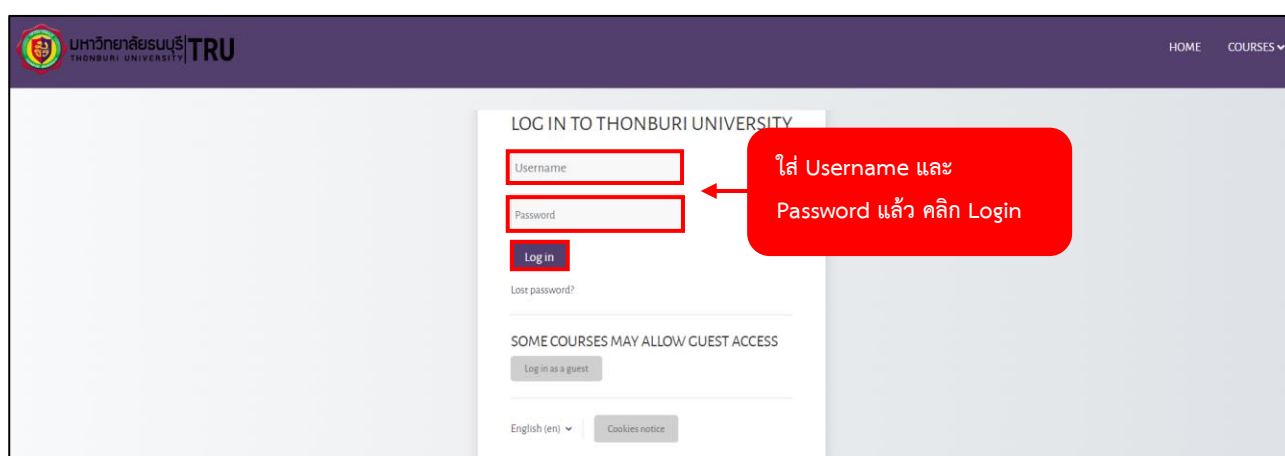 มหาวิทยาลัยธนบุรี TRU
THONBURI UNIVERSITY
HOME COURSES
LOG IN TO THONBURI UNIVERSITY
Username
Password
ใส่ Username และ
Password แล้ว คลิก Login
Log in
Lost password?
SOME COURSES MAY ALLOW GUEST ACCESS
Log in as a guest
English (en) Cookies notice